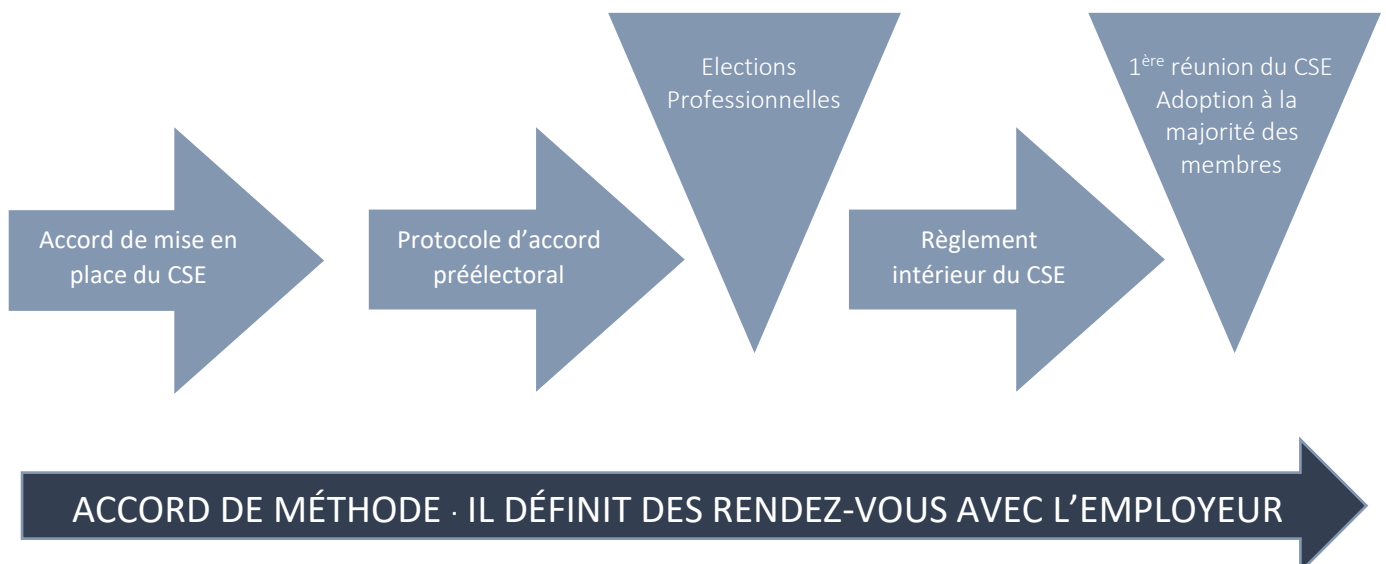 Accord de mise en
place du CSE
Protocole d’accord
préélectoral
Elections
Professionnelles
Règlement
intérieur du CSE
1ère réunion du CSE
Adoption à la
majorité des
membres
ACCORD DE MÉTHODE · IL DÉFINIT DES RENDEZ-VOUS AVEC L’EMPLOYEUR